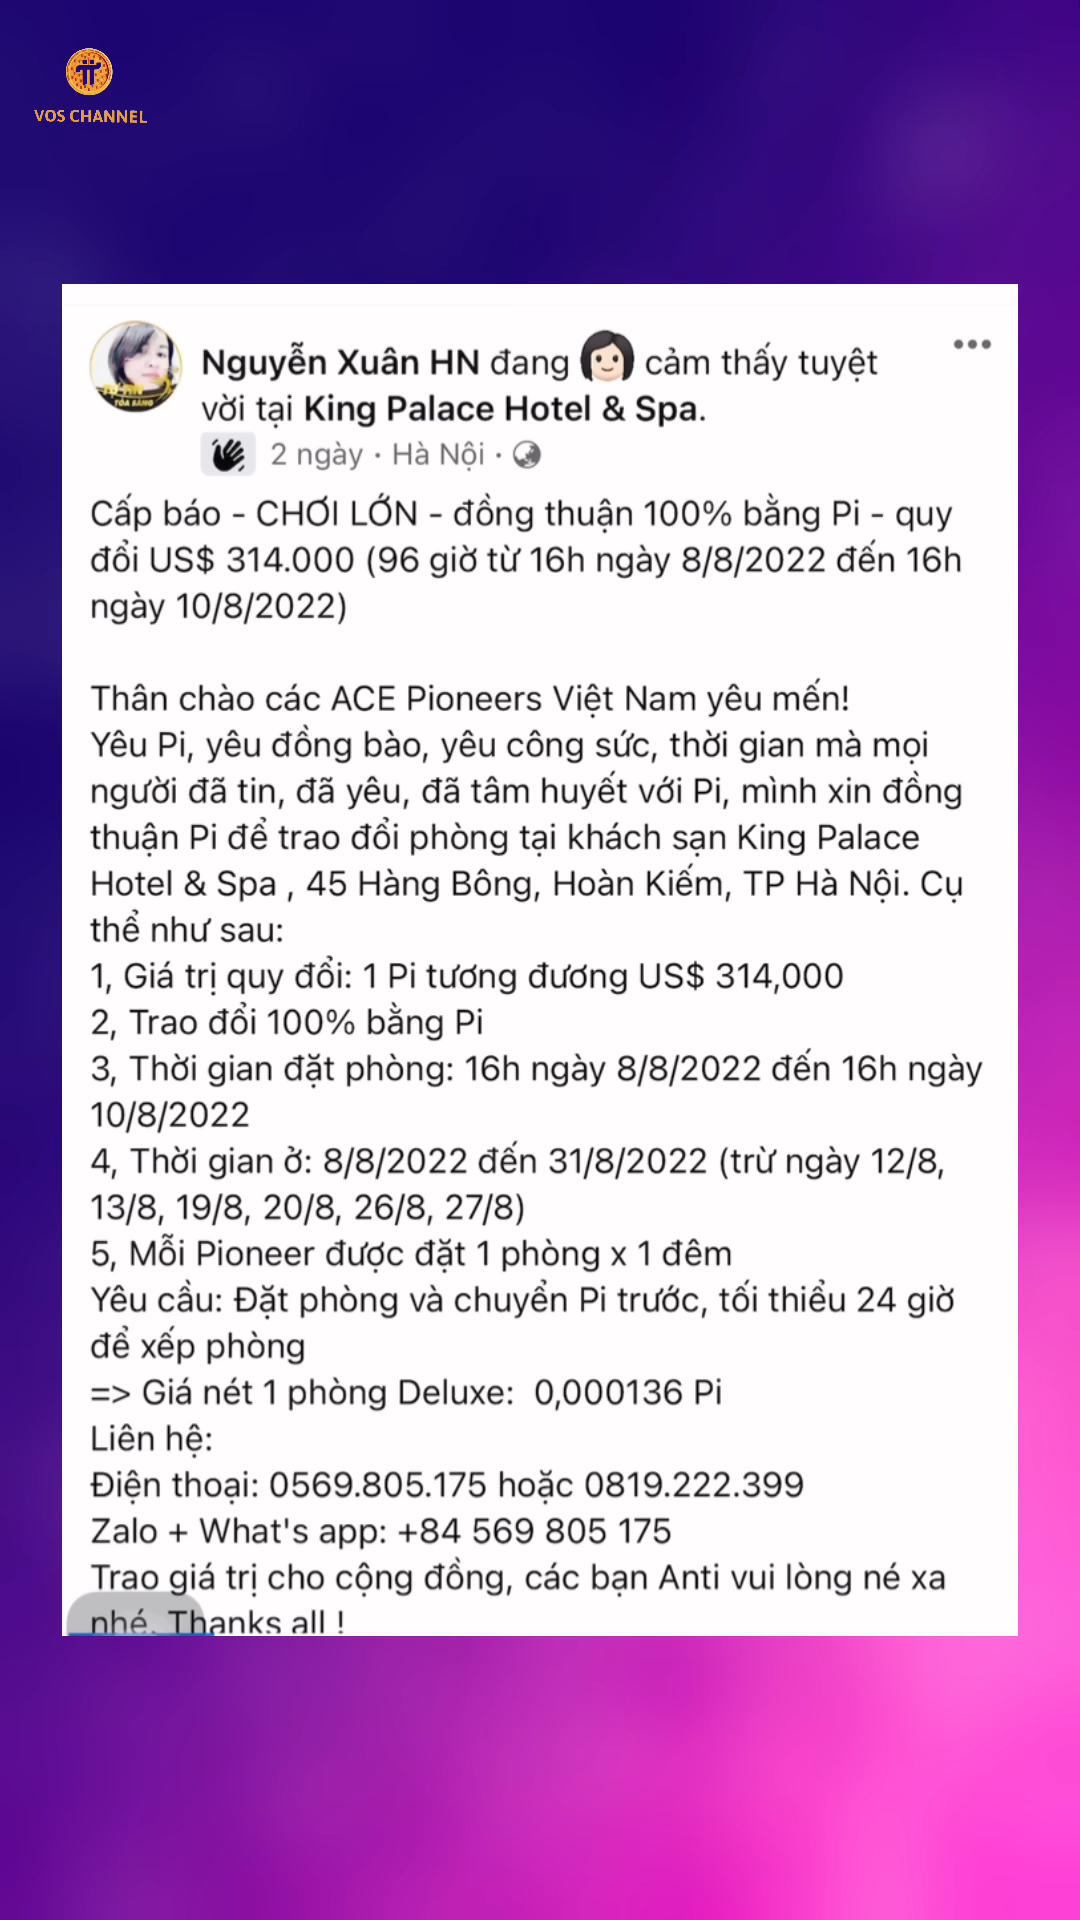 VOS CHANNEL
TỰ TIN
TỎA SÁNG
Nguyễn Xuân HN đang cảm thấy tuyệt
vời tại King Palace Hotel & Spa.
2 ngày · Hà Nội ·
Cấp báo - CHƠI LỚN - đồng thuận 100% bằng Pi - quy
đổi US$ 314.000 (96 giờ từ 16h ngày 8/8/2022 đến 16h
ngày 10/8/2022)
Thân chào các ACE Pioneers Việt Nam yêu mến!
Yêu Pi, yêu đồng bào, yêu công sức, thời gian mà mọi
người đã tin, đã yêu, đã tâm huyết với Pi, mình xin đồng
thuận Pi để trao đổi phòng tại khách sạn King Palace
Hotel & Spa , 45 Hàng Bông, Hoàn Kiếm, TP Hà Nội. Cụ
thể như sau:
1, Giá trị quy đổi: 1 Pi tương đương US$ 314,000
2, Trao đổi 100% bằng Pi
3, Thời gian đặt phòng: 16h ngày 8/8/2022 đến 16h ngày
10/8/2022
4, Thời gian ở: 8/8/2022 đến 31/8/2022 (trừ ngày 12/8,
13/8, 19/8, 20/8, 26/8, 27/8)
5, Mỗi Pioneer được đặt 1 phòng x 1 đêm
Yêu cầu: Đặt phòng và chuyển Pi trước, tối thiểu 24 giờ
để xếp phòng
=> Giá nét 1 phòng Deluxe: 0,000136 Pi
Liên hệ:
Điện thoại: 0569.805.175 hoặc 0819.222.399
Zalo + What's app: +84 569 805 175
Trao giá trị cho cộng đồng, các bạn Anti vui lòng né xa
nhé. Thanks all !